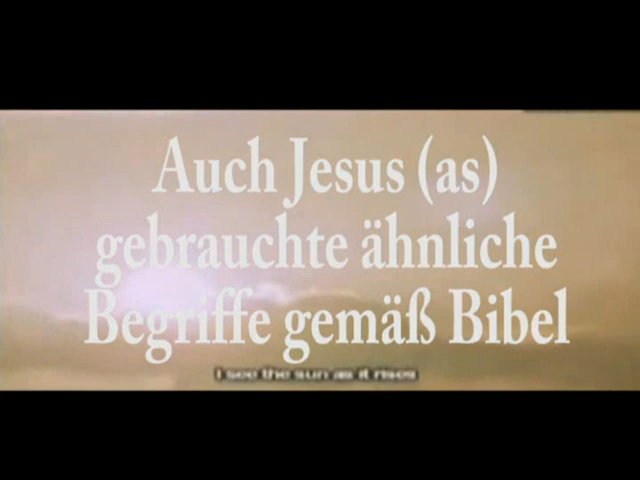 Auch Jesus (as)
gebrauchte ähnliche
Begriffe gemäß Bibel
I see the sun as it rises